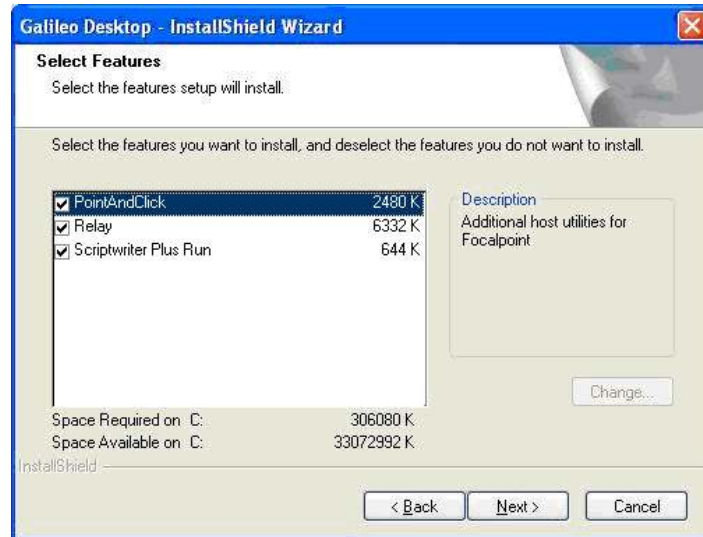 Galileo Desktop - InstallShield Wizard
Select Features
Select the features setup will install.
Select the features you want to install, and deselect the features you do not want to install.
PointAndClick 2480 K
Relay 6332 K
Scriptwriter Plus Run 644 K
Description
Additional host utilities for
Focalpoint
Change...
Space Required on C: 306080 K
Space Available on C: 33072992 K
InstallShield
< Back
Next >
Cancel